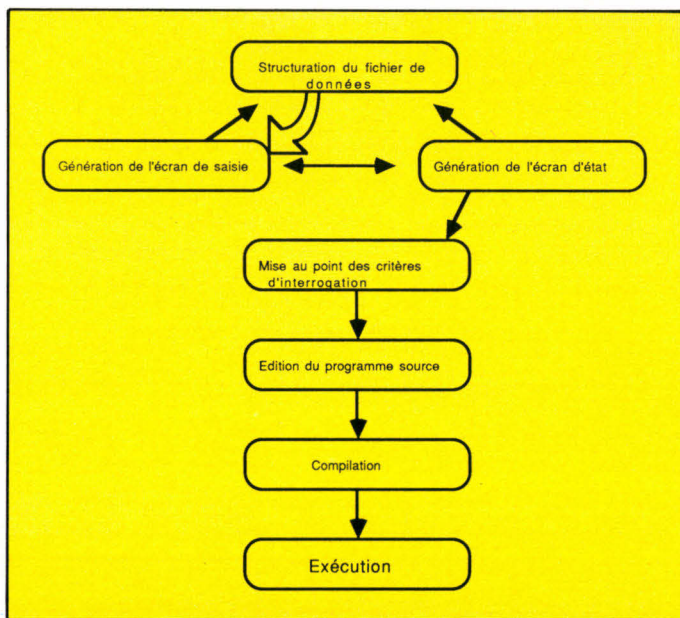 Structuration du fichier de
données
Génération de l'écran de saisie
Génération de l'écran d'état
Mise au point des critères
d'interrogation
Edition du programme source
Compilation
Exécution